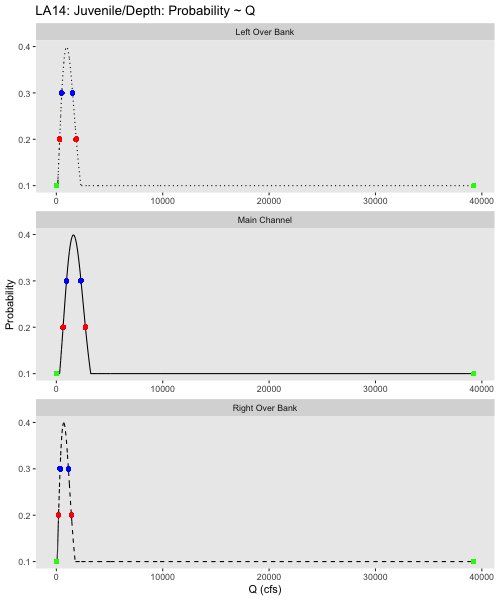 LA14: Juvenile/Depth: Probability ~ Q
Left Over Bank
0.4
0.3
0.2
0.1
0 10000 20000 30000 40000
Main Channel
0.4
0.3
0.2
0.1
0 10000 20000 30000 40000
Probability
Right Over Bank
0.4
0.3
0.2
0.1
0 10000 20000 30000 40000
Q (cfs)